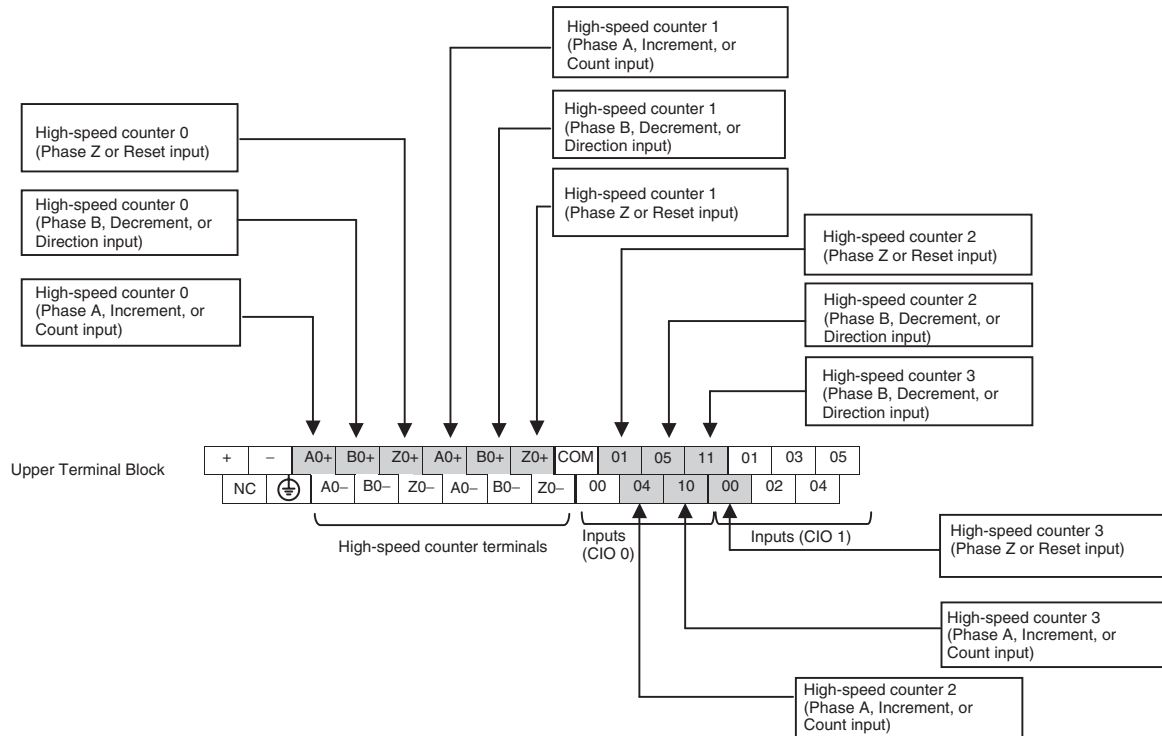 High-speed counter 1
(Phase A, Increment, or
Count input)
High-speed counter 0
(Phase Z or Reset input)
High-speed counter 1
(Phase B, Decrement, or
Direction input)
High-speed counter 0
(Phase B, Decrement, or
Direction input)
High-speed counter 1
(Phase Z or Reset input)
High-speed counter 2
(Phase Z or Reset input)
High-speed counter 0
(Phase A, Increment, or
Count input)
High-speed counter 2
(Phase B, Decrement, or
Direction input)
High-speed counter 3
(Phase B, Decrement, or
Direction input)
Upper Terminal Block
+ − A0+ B0+ Z0+ A0+ B0+ Z0+ COM 01 05 11 01 03 05
NC A0− B0− Z0− A0− B0− Z0− 00 04 10 00 02 04
High-speed counter terminals
Inputs
(CIO 0)
Inputs (CIO 1)
High-speed counter 3
(Phase Z or Reset input)
High-speed counter 3
(Phase A, Increment, or
Count input)
High-speed counter 2
(Phase A, Increment, or
Count input)